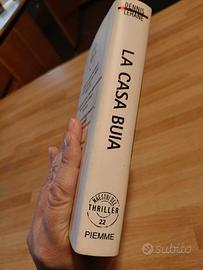 DENNIS
LEHANE
LA CASA BUIA
MAESTRI DEL
THRILLER
22
PIEMME
subito